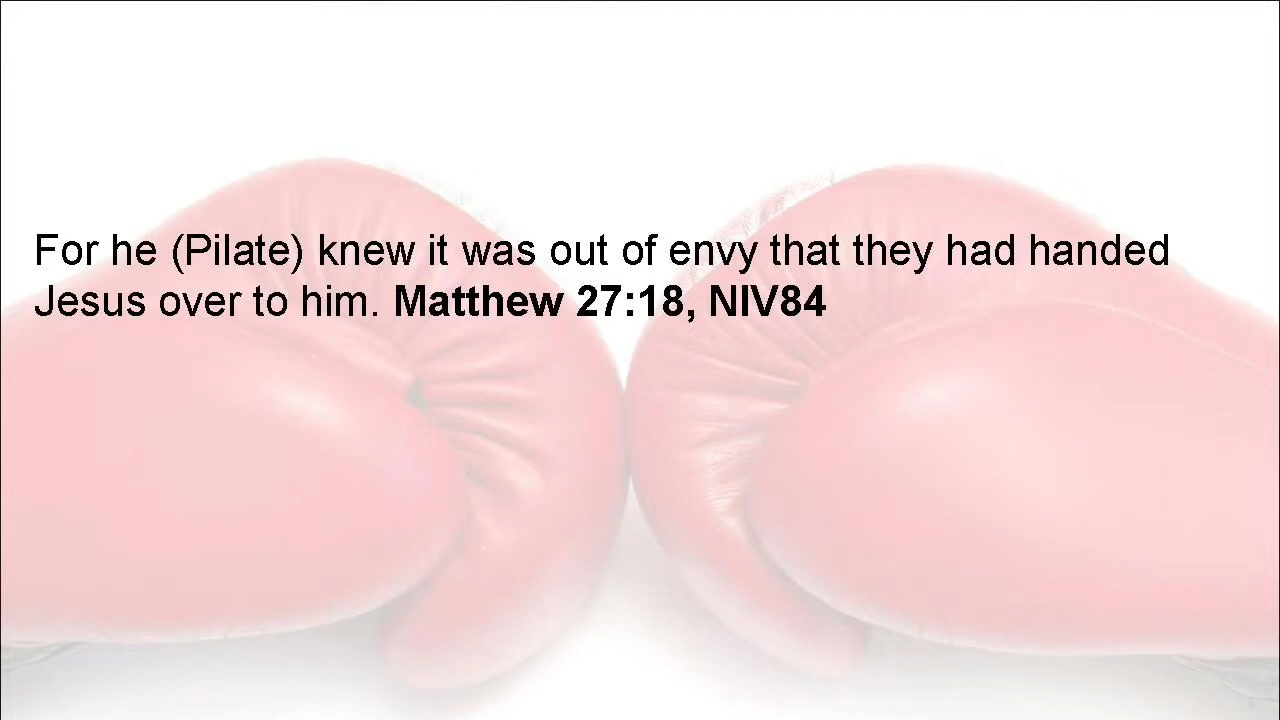 For he (Pilate) knew it was out of envy that they had handed
Jesus over to him. Matthew 27:18, NIV84